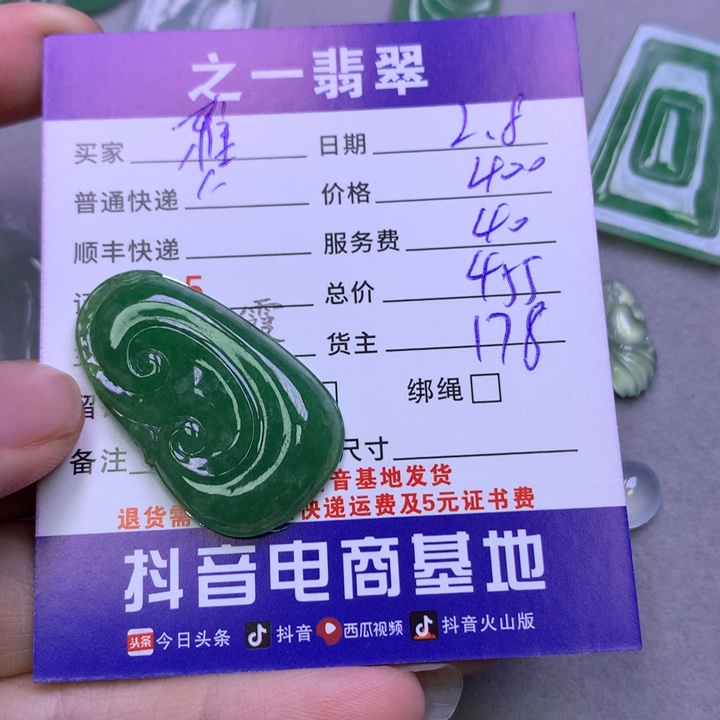 之一翡翠
买家 日期 2.8
普通快递 价格 400
顺丰快递 服务费 40
5 总价 455
货主 178
绑绳
备注 尺寸
音基地发货
退货需 快递运费及5元证书费
抖音电商基地
头条 今日头条 抖音 西瓜视频 抖音火山版